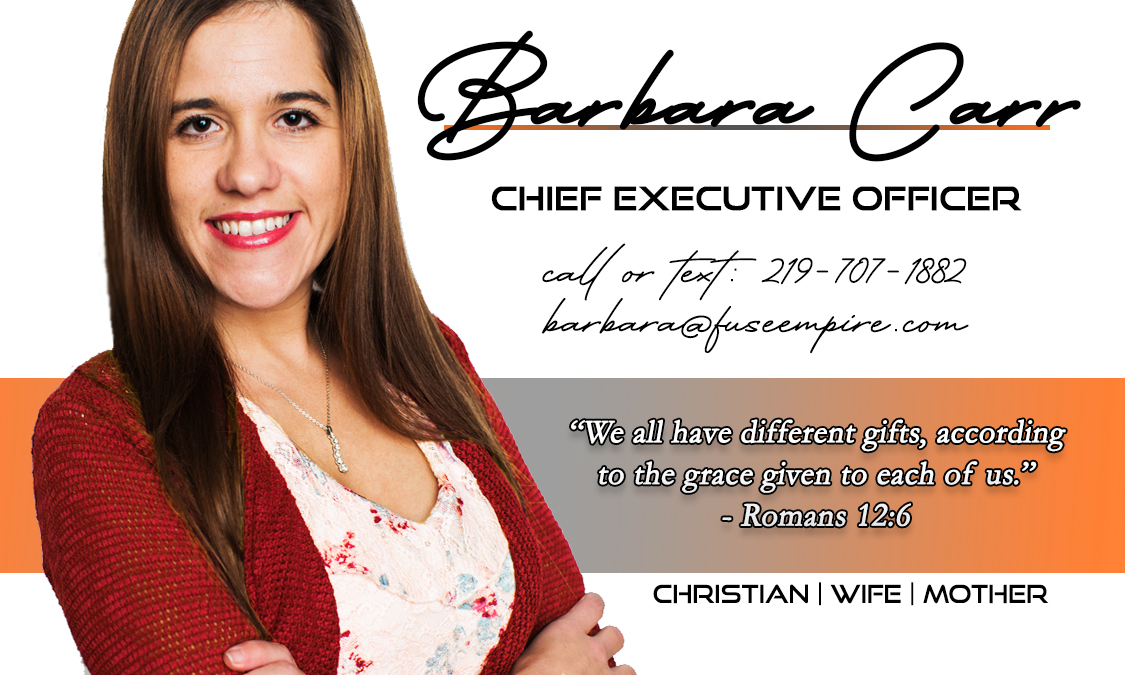 Barbara Carr
CHIEF EXECUTIVE OFFICER
call or text: 219-707-1882
barbara@fuseempire.com
“We all have different gifts, according
to the grace given to each of us.”
- Romans 12:6
CHRISTIAN | WIFE | MOTHER